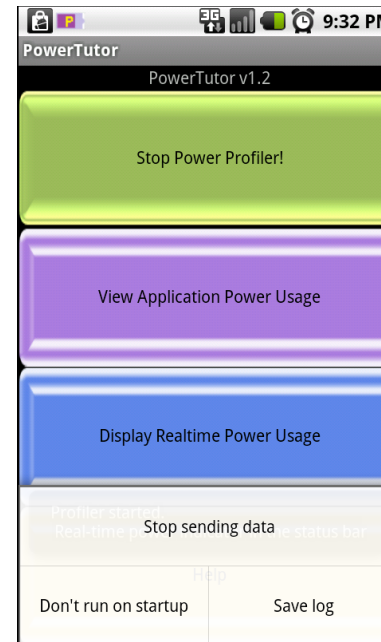 P
3G
9:32 PM
PowerTutor
PowerTutor v1.2
Stop Power Profiler!
View Application Power Usage
Display Realtime Power Usage
Profiler started.
Stop sending data
Real-time power in the status bar
Help
Don't run on startup
Save log